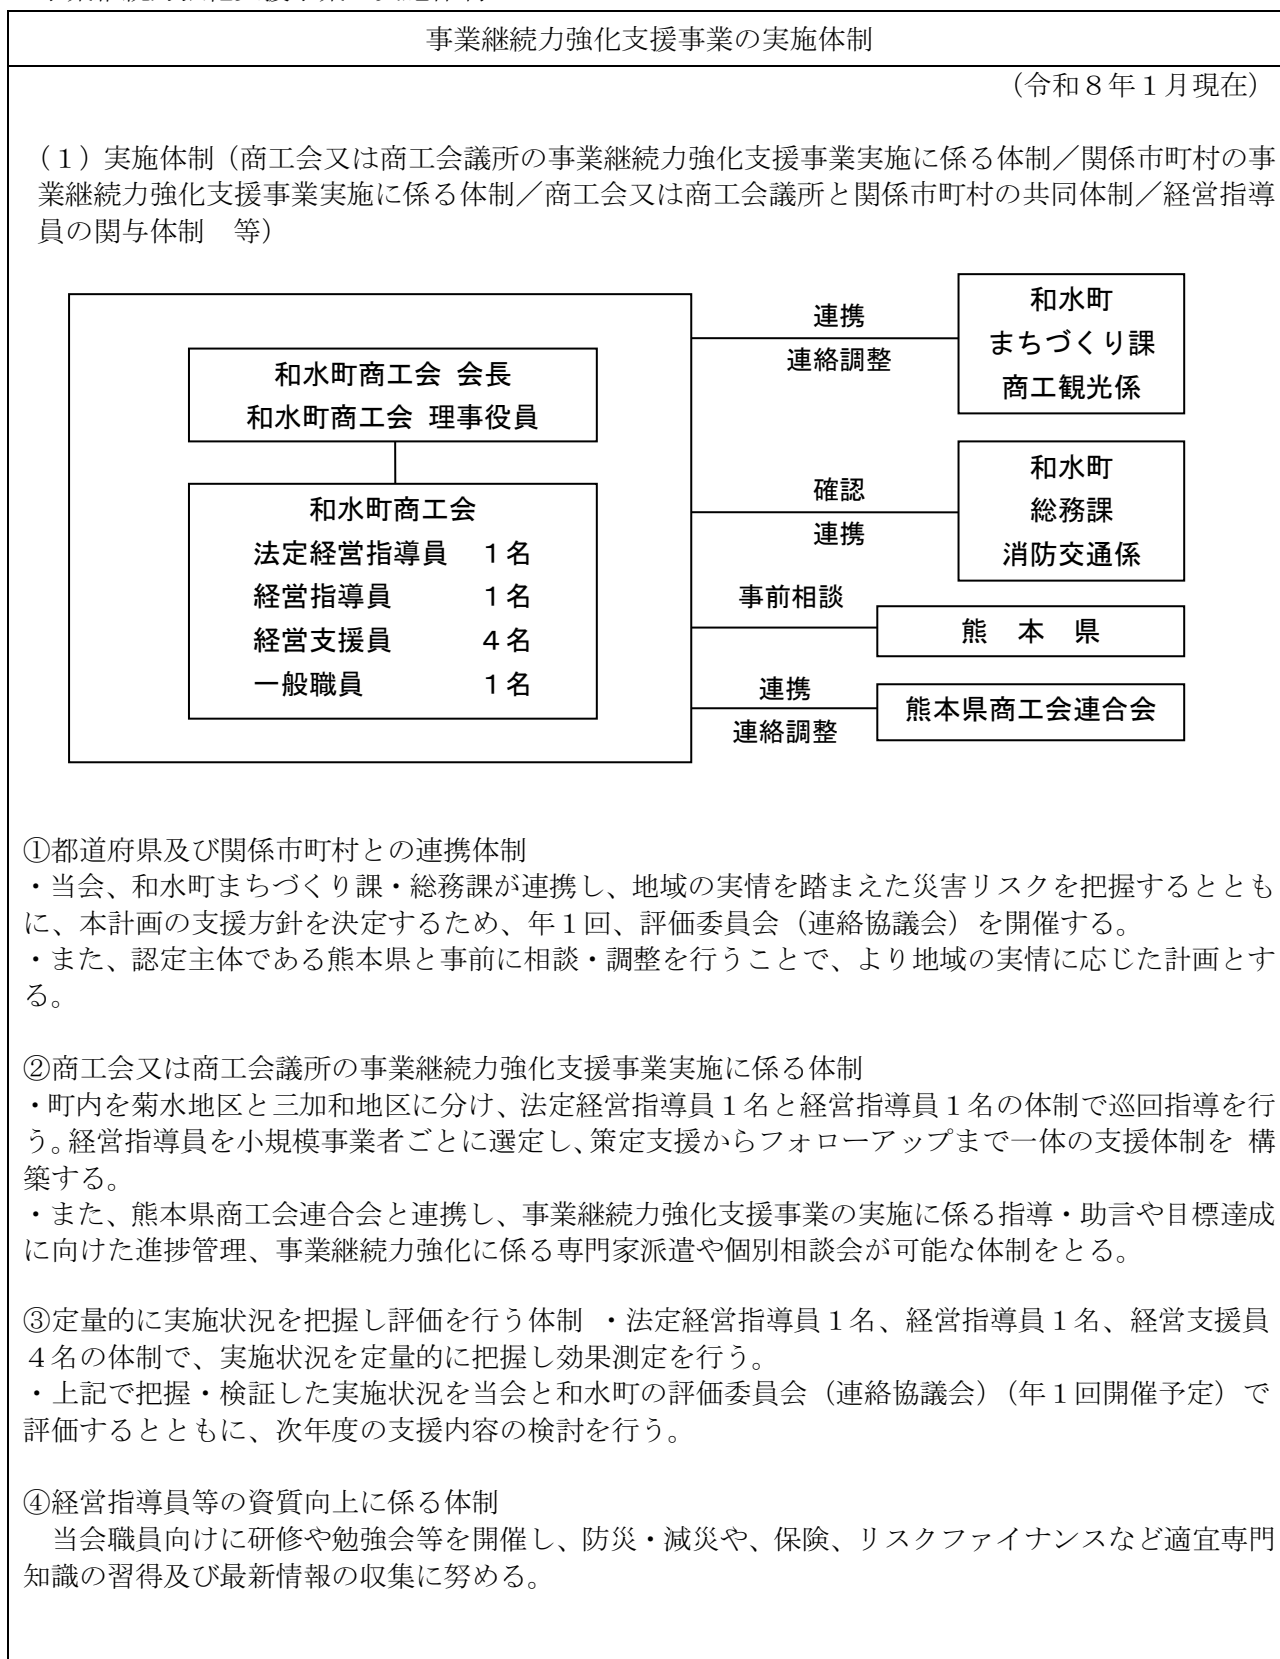 事業継続力強化支援事業の実施体制
（令和８年１月現在）
（１）実施体制（商工会又は商工会議所の事業継続力強化支援事業実施に係る体制／関係市町村の事
業継続力強化支援事業実施に係る体制／商工会又は商工会議所と関係市町村の共同体制／経営指導
員の関与体制　等）
和水町商工会 会長
和水町商工会 理事役員
和水町商工会
法定経営指導員　１名
経営指導員　１名
経営支援員　４名
一般職員　１名
連携
連絡調整
和水町
まちづくり課
商工観光係
確認
連携
和水町
総務課
消防交通係
事前相談
熊　本　県
連携
連絡調整
熊本県商工会連合会
①都道府県及び関係市町村との連携体制
・当会、和水町まちづくり課・総務課が連携し、地域の実情を踏まえた災害リスクを把握するととも
に、本計画の支援方針を決定するため、年１回、評価委員会（連絡協議会）を開催する。
・また、認定主体である熊本県と事前に相談・調整を行うことで、より地域の実情に応じた計画とす
る。
②商工会又は商工会議所の事業継続力強化支援事業実施に係る体制
・町内を菊水地区と三加和地区に分け、法定経営指導員１名と経営指導員１名の体制で巡回指導を行
う。経営指導員を小規模事業者ごとに選定し、策定支援からフォローアップまで一体の支援体制を 構
築する。
・また、熊本県商工会連合会と連携し、事業継続力強化支援事業の実施に係る指導・助言や目標達成
に向けた進捗管理、事業継続力強化に係る専門家派遣や個別相談会が可能な体制をとる。
③定量的に実施状況を把握し評価を行う体制 ・法定経営指導員１名、経営指導員１名、経営支援員
４名の体制で、実施状況を定量的に把握し効果測定を行う。
・上記で把握・検証した実施状況を当会と和水町の評価委員会（連絡協議会）（年１回開催予定）で
評価するとともに、次年度の支援内容の検討を行う。
④経営指導員等の資質向上に係る体制
　当会職員向けに研修や勉強会等を開催し、防災・減災や、保険、リスクファイナンスなど適宜専門
知識の習得及び最新情報の収集に努める。